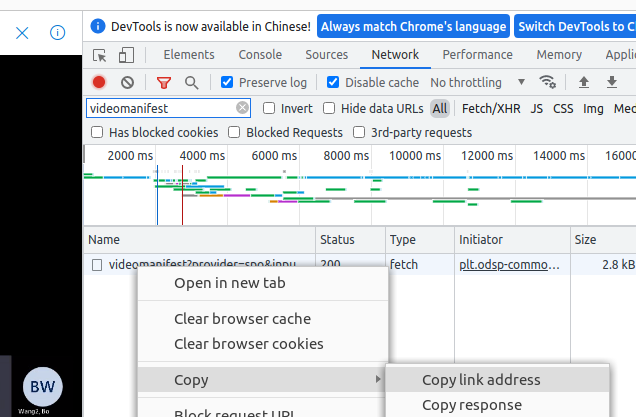 DevTools is now available in Chinese! Always match Chrome's language Switch DevTools to C
Elements Console Sources Network Performance Memory Appli
Preserve log Disable cache No throttling
videomanifest Invert Hide data URLs All Fetch/XHR JS CSS Img Mec
Has blocked cookies Blocked Requests 3rd-party requests
2000 ms 4000 ms 6000 ms 8000 ms 10000 ms 12000 ms 14000 ms 1600
Name Status Type Initiator Size
videomanifest?provider=spo&inpu 200 fetch plt.odsp-commo... 2.8 kB
Open in new tab
Clear browser cache
Clear browser cookies
Copy Copy link address
Copy response
Block request URL
BW
Wang2, Bo